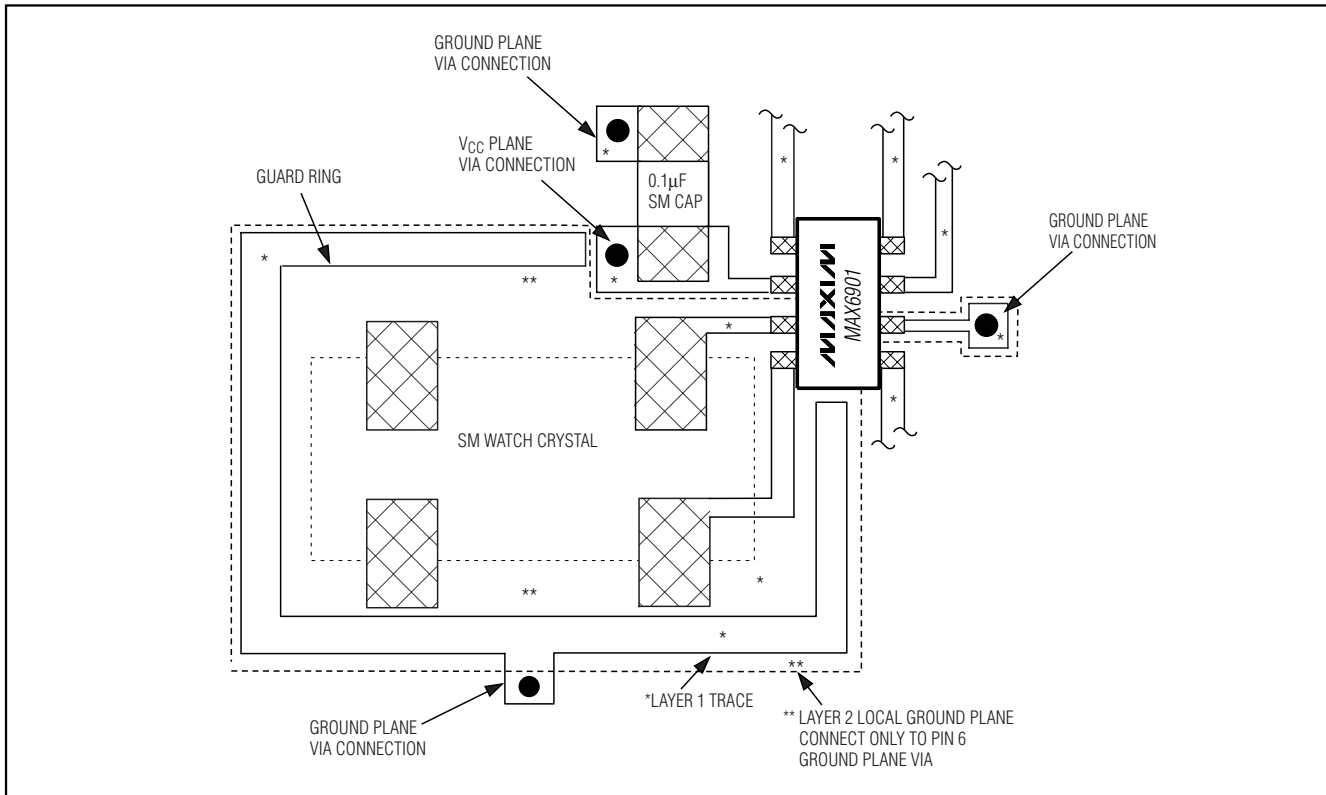 GROUND PLANE
VIA CONNECTION
VCC PLANE
VIA CONNECTION
GUARD RING
0.1µF
SM CAP
*
*
*
*
*
*
**
*
GROUND PLANE
VIA CONNECTION
MAXIM
MAX6901
*
*
*
SM WATCH CRYSTAL
**
*
*
**
*LAYER 1 TRACE
** LAYER 2 LOCAL GROUND PLANE
CONNECT ONLY TO PIN 6
GROUND PLANE VIA
GROUND PLANE
VIA CONNECTION